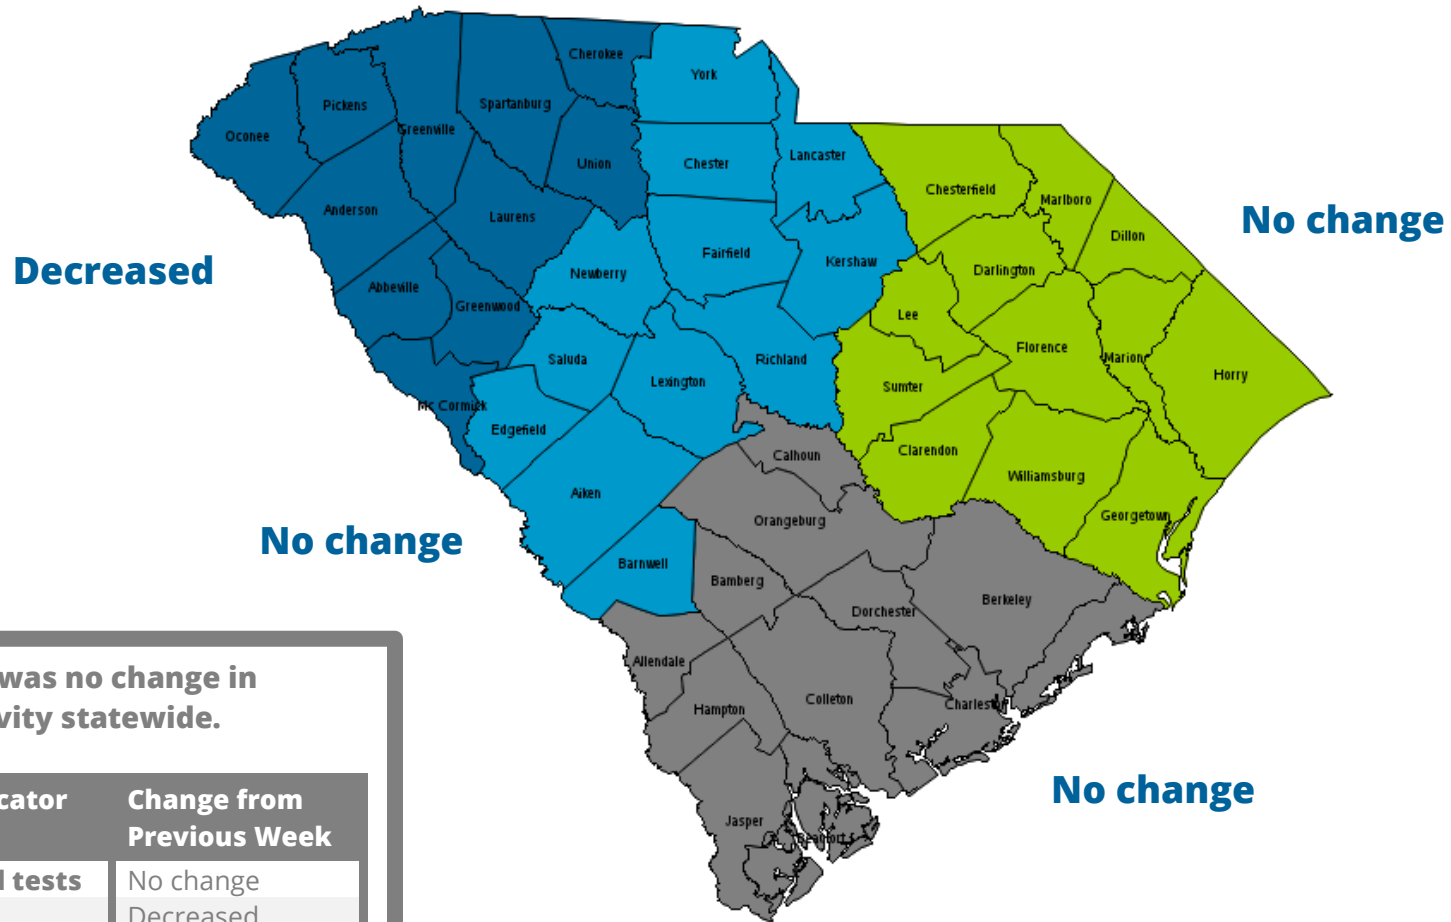 Cherokee
York
Pickens
Spartanburg
Greenville
Oconee
Union
Chester
Lancaster
Chesterfield
Marlboro
No change
Anderson
Laurens
Dillon
Decreased
Newberry
Fairfield
Kershaw
Darlington
Abbeville
Greenwood
Lee
Saluda
Richland
Florence
Marion
Lexington
Sumter
Horry
Mc Cormick
Edgefield
Calhoun
Clarendon
Williamsburg
Aiken
Orangeburg
Georgetown
No change
Barnwell
Bamberg
Dorchester
Berkeley
Allendale
Hampton
Colleton
Charleston
No change
Jasper
Beaufort
was no change in
vity statewide.
cator
Change from
Previous Week
l tests
No change
Decreased